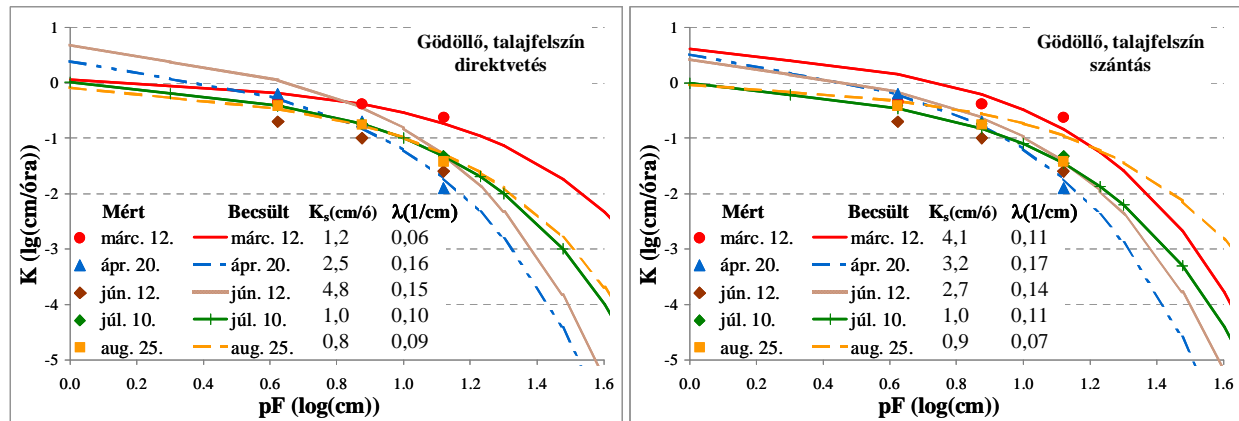 Gödöllő, talajfelszín
direktvetés
K (lg(cm/óra))
1
0
-1
-2
-3
-4
-5
Mért Becsült Ks(cm/ó) λ(1/cm)
márc. 12. márc. 12. 1,2 0,06
ápr. 20. ápr. 20. 2,5 0,16
jún. 12. jún. 12. 4,8 0,15
júl. 10. júl. 10. 1,0 0,10
aug. 25. aug. 25. 0,8 0,09
0.0 0.2 0.4 0.6 0.8 1.0 1.2 1.4 1.6
pF (log(cm))
Gödöllő, talajfelszín
szántás
K (lg(cm/óra))
1
0
-1
-2
-3
-4
-5
Mért Becsült Ks(cm/ó) λ(1/cm)
márc. 12. márc. 12. 4,1 0,11
ápr. 20. ápr. 20. 3,2 0,17
jún. 12. jún. 12. 2,7 0,14
júl. 10. júl. 10. 1,0 0,11
aug. 25. aug. 25. 0,9 0,07
0.0 0.2 0.4 0.6 0.8 1.0 1.2 1.4 1.6
pF (log(cm))